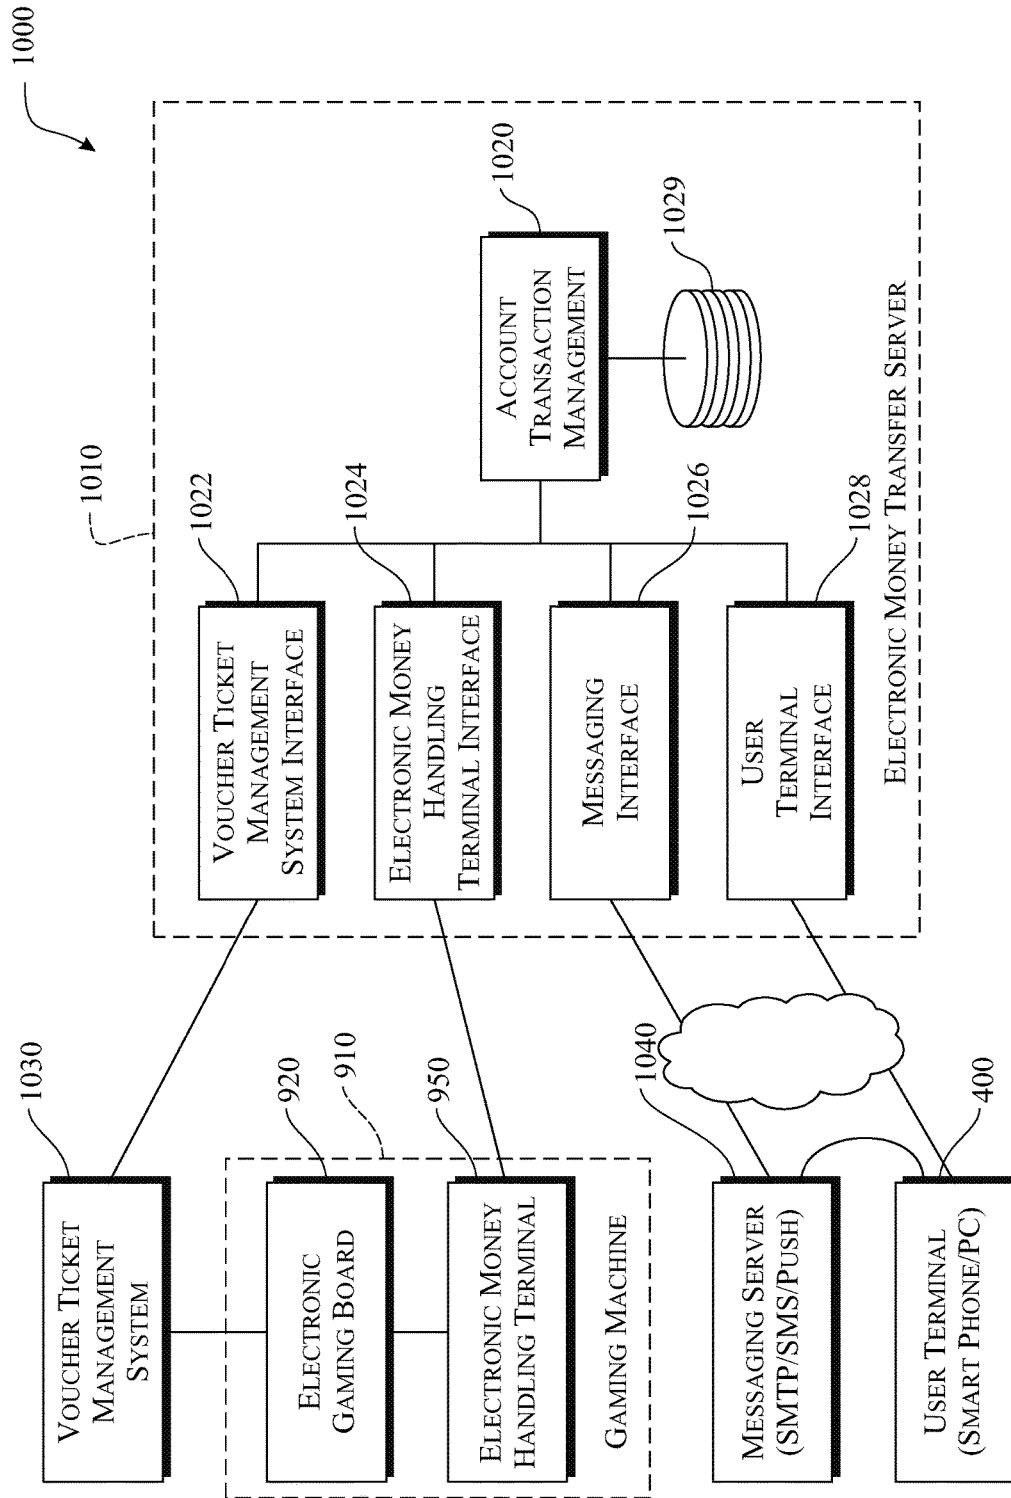 1000
1010
1030
VOUCHER TICKET
MANAGEMENT
SYSTEM
920
910
ELECTRONIC
GAMING BOARD
950
ELECTRONIC MONEY
HANDLING TERMINAL
GAMING MACHINE
1040
MESSAGING SERVER
(SMTP/SMS/PUSH)
400
USER TERMINAL
(SMART PHONE/PC)
1022
VOUCHER TICKET
MANAGEMENT
SYSTEM INTERFACE
1024
ELECTRONIC MONEY
HANDLING
TERMINAL INTERFACE
1026
MESSAGING
INTERFACE
1028
USER
TERMINAL
INTERFACE
1020
ACCOUNT
TRANSACTION
MANAGEMENT
1029
ELECTRONIC MONEY TRANSFER SERVER